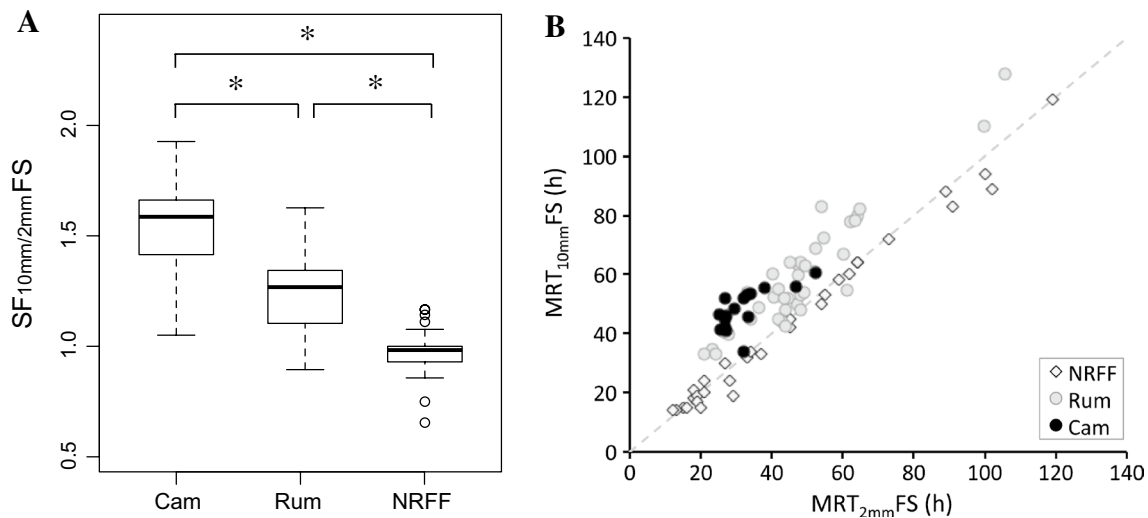 A
*
*
*
SF10mm/2mmFS
2.0
1.5
1.0
0.5
Cam Rum NRFF
B
MRT10mmFS (h)
140
120
100
80
60
40
20
0
0 20 40 60 80 100 120 140
MRT2mmFS (h)
NRFF
Rum
Cam